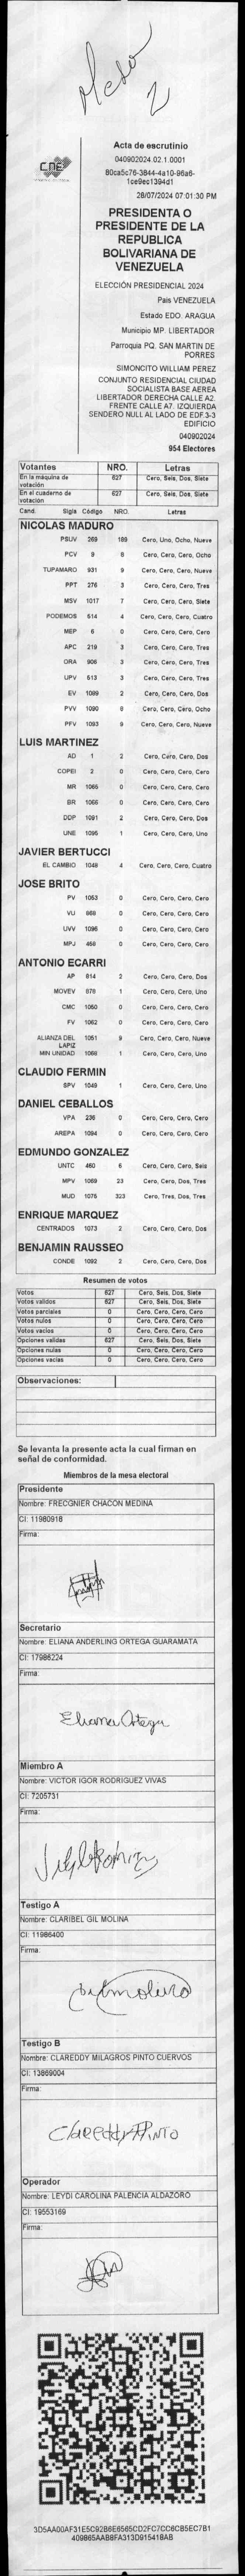 Mesa
2
CNE
Acta de escrutinio
040902024.02.1.0001
80ca5c76-3844-4a10-96a6-
1ce9ec1394d1
28/07/2024 07:01:30 PM
PRESIDENTA O
PRESIDENTE DE LA
REPUBLICA
BOLIVARIANA DE
VENEZUELA
ELECCIÓN PRESIDENCIAL 2024
Pais VENEZUELA
Estado EDO. ARAGUA
Municipio MP. LIBERTADOR
Parroquia PQ. SAN MARTIN DE
PORRES
SIMONCITO WILLIAM PEREZ
CONJUNTO RESIDENCIAL CIUDAD
SOCIALISTA BASE AEREA
LIBERTADOR DERECHA CALLE A2.
FRENTE CALLE A7. IZQUIERDA
SENDERO NULL AL LADO DE EDF.3-3
EDIFICIO
040902024
954 Electores
Votantes NRO. Letras
En la máquina de votación 627 Cero, Seis, Dos, Siete
En el cuaderno de votación 627 Cero, Seis, Dos, Siete
Cand. Sigla Código NRO. Letras
NICOLAS MADURO
PSUV 269 189 Cero, Uno, Ocho, Nueve
PCV 9 8 Cero, Cero, Cero, Ocho
TUPAMARO 931 9 Cero, Cero, Cero, Nueve
PPT 276 3 Cero, Cero, Cero, Tres
MSV 1017 7 Cero, Cero, Cero, Siete
PODEMOS 514 4 Cero, Cero, Cero, Cuatro
MEP 6 0 Cero, Cero, Cero, Cero
APC 219 3 Cero, Cero, Cero, Tres
ORA 906 3 Cero, Cero, Cero, Tres
UPV 513 3 Cero, Cero, Cero, Tres
EV 1089 2 Cero, Cero, Cero, Dos
PVV 1090 8 Cero, Cero, Cero, Ocho
PFV 1093 9 Cero, Cero, Cero, Nueve
LUIS MARTINEZ
AD 1 2 Cero, Cero, Cero, Dos
COPEI 2 0 Cero, Cero, Cero, Cero
MR 1065 0 Cero, Cero, Cero, Cero
BR 1066 0 Cero, Cero, Cero, Cero
DDP 1091 2 Cero, Cero, Cero, Dos
UNE 1095 1 Cero, Cero, Cero, Uno
JAVIER BERTUCCI
EL CAMBIO 1048 4 Cero, Cero, Cero, Cuatro
JOSE BRITO
PV 1053 0 Cero, Cero, Cero, Cero
VU 969 0 Cero, Cero, Cero, Cero
UVV 1096 0 Cero, Cero, Cero, Cero
MPJ 458 0 Cero, Cero, Cero, Cero
ANTONIO ECARRI
AP 914 2 Cero, Cero, Cero, Dos
MOVEV 978 1 Cero, Cero, Cero, Uno
CMC 1050 0 Cero, Cero, Cero, Cero
FV 1062 0 Cero, Cero, Cero, Cero
ALIANZA DEL LAPIZ 1051 9 Cero, Cero, Cero, Nueve
MIN UNIDAD 1068 1 Cero, Cero, Cero, Uno
CLAUDIO FERMIN
SPV 1049 1 Cero, Cero, Cero, Uno
DANIEL CEBALLOS
VPA 236 0 Cero, Cero, Cero, Cero
AREPA 1094 0 Cero, Cero, Cero, Cero
EDMUNDO GONZALEZ
UNTC 460 6 Cero, Cero, Cero, Seis
MPV 1069 23 Cero, Cero, Dos, Tres
MUD 1075 323 Cero, Tres, Dos, Tres
ENRIQUE MARQUEZ
CENTRADOS 1073 2 Cero, Cero, Cero, Dos
BENJAMIN RAUSSEO
CONDE 1092 2 Cero, Cero, Cero, Dos
Resumen de votos
Votos 627 Cero, Seis, Dos, Siete
Votos validos 627 Cero, Seis, Dos, Siete
Votos parciales 0 Cero, Cero, Cero, Cero
Votos nulos 0 Cero, Cero, Cero, Cero
Votos vacios 0 Cero, Cero, Cero, Cero
Opciones validas 627 Cero, Seis, Dos, Siete
Opciones nulas 0 Cero, Cero, Cero, Cero
Opciones vacias 0 Cero, Cero, Cero, Cero
Observaciones:
Se levanta la presente acta la cual firman en
señal de conformidad.
Miembros de la mesa electoral
Presidente
Nombre: FRECGNIER CHACON MEDINA
CI: 11980918
Firma:
Secretario
Nombre: ELIANA ANDERLING ORTEGA GUARAMATA
CI: 17986224
Firma:
Eliana Ortega
Miembro A
Nombre: VICTOR IGOR RODRIGUEZ VIVAS
CI: 7205731
Firma:
Testigo A
Nombre: CLARIBEL GIL MOLINA
CI: 11986400
Firma:
Testigo B
Nombre: CLAREDDY MILAGROS PINTO CUERVOS
CI: 13869004
Firma:
Clareddy Pinto
Operador
Nombre: LEYDI CAROLINA PALENCIA ALDAZORO
CI: 19553169
Firma:
3D5AA00AF31E5C92B6E6565CD2FC7CC6CB5EC7B1
409865AAB8FA313D915418AB